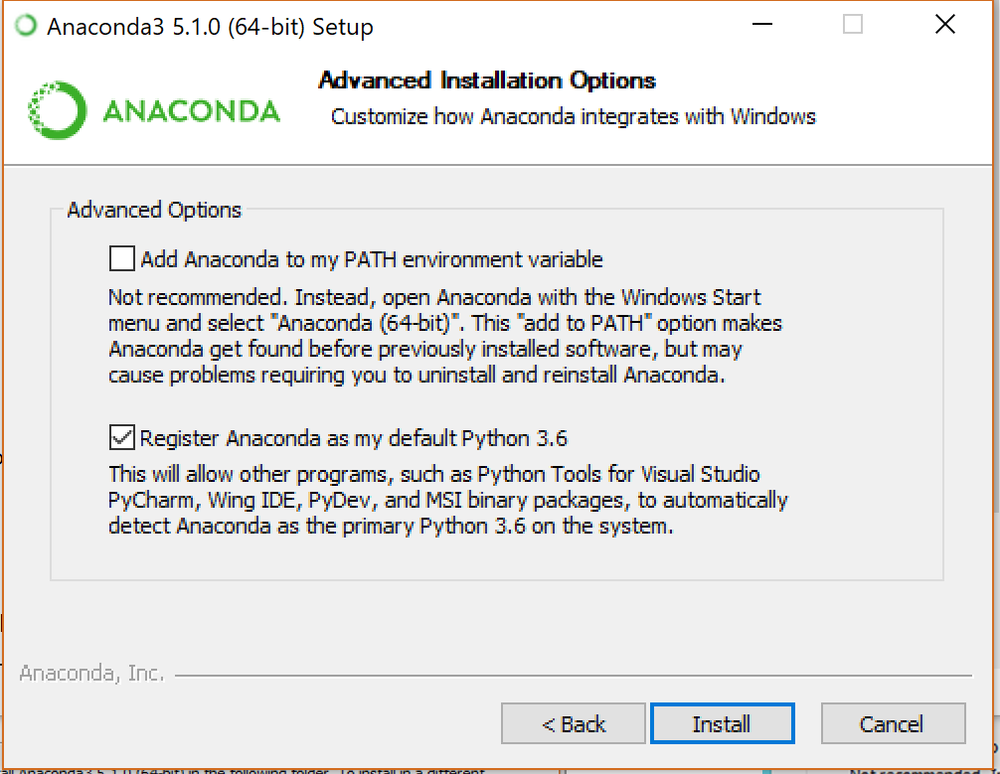 Anaconda3 5.1.0 (64-bit) Setup
ANACONDA
Advanced Installation Options
Customize how Anaconda integrates with Windows
Advanced Options
Add Anaconda to my PATH environment variable
Not recommended. Instead, open Anaconda with the Windows Start
menu and select "Anaconda (64-bit)". This "add to PATH" option makes
Anaconda get found before previously installed software, but may
cause problems requiring you to uninstall and reinstall Anaconda.
Register Anaconda as my default Python 3.6
This will allow other programs, such as Python Tools for Visual Studio
PyCharm, Wing IDE, PyDev, and MSI binary packages, to automatically
detect Anaconda as the primary Python 3.6 on the system.
Anaconda, Inc.
< Back
Install
Cancel
Anaconda3 5.1.0 (64-bit) in the following folder. To install in a different
Not recommended.